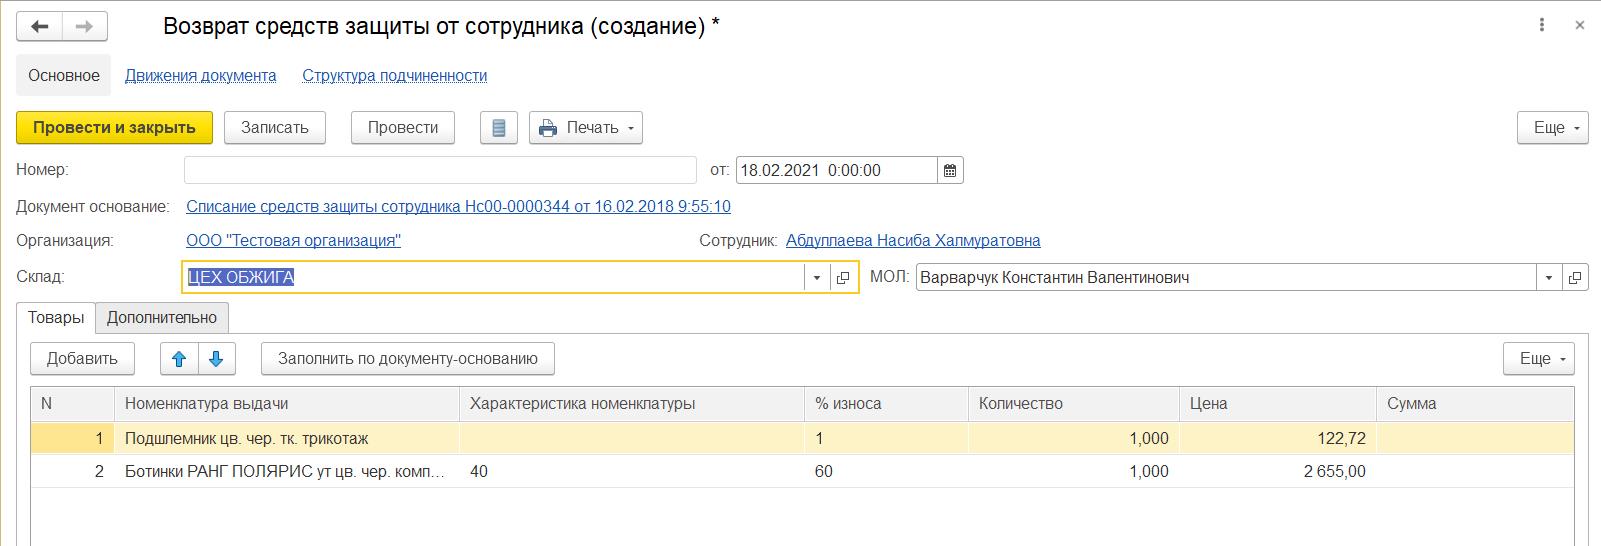 Возврат средств защиты от сотрудника (создание) *
Основное Движения документа Структура подчиненности
Провести и закрыть Записать Провести Печать Еще
Номер: от: 18.02.2021 0:00:00
Документ основание: Списание средств защиты сотрудника Нс00-0000344 от 16.02.2018 9:55:10
Организация: ООО "Тестовая организация" Сотрудник: Абдуллаева Насиба Халмуратовна
Склад: ЦЕХ ОБЖИГА МОЛ: Варварчук Константин Валентинович
Товары Дополнительно
Добавить Заполнить по документу-основанию Еще
N Номенклатура выдачи Характеристика номенклатуры % износа Количество Цена Сумма
1 Подшлемник цв. чер. тк. трикотаж 1 1,000 122,72
2 Ботинки РАНГ ПОЛЯРИС ут цв. чер. комп... 40 60 1,000 2 655,00